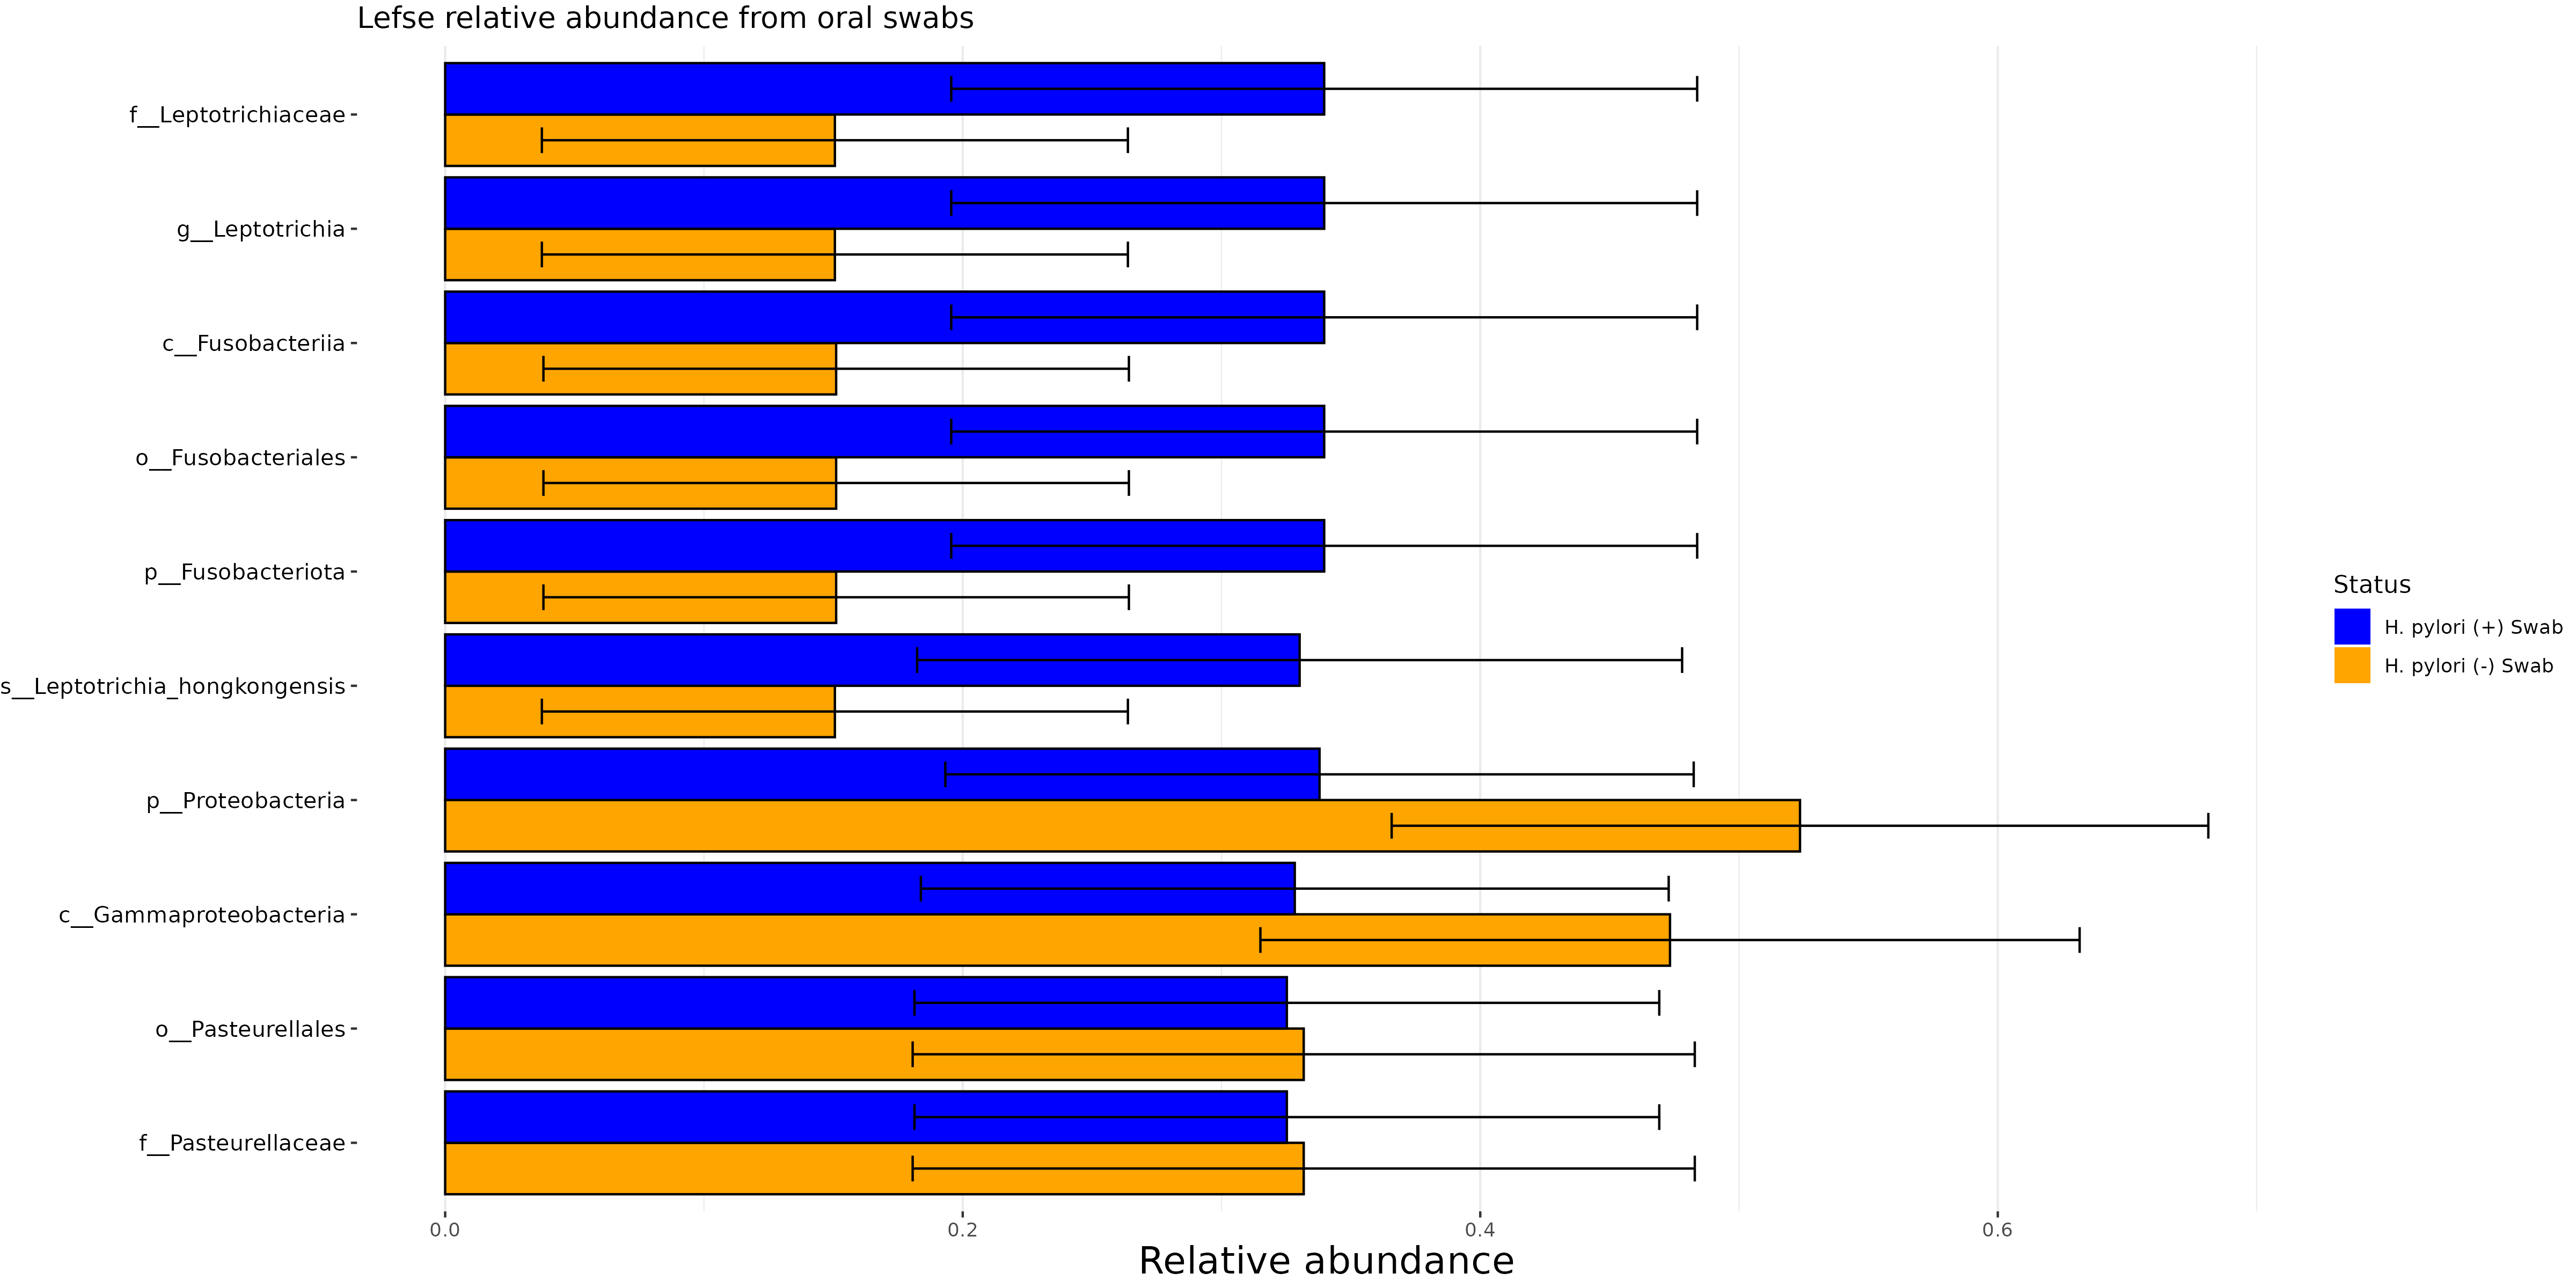 Lefse relative abundance from oral swabs
f__Leptotrichiaceae
g__Leptotrichia
c__Fusobacteriia
o__Fusobacteriales
p__Fusobacteriota
s__Leptotrichia_hongkongensis
p__Proteobacteria
c__Gammaproteobacteria
o__Pasteurellales
f__Pasteurellaceae
0.0 0.2 0.4 0.6
Relative abundance
Status
H. pylori (+) Swab
H. pylori (-) Swab